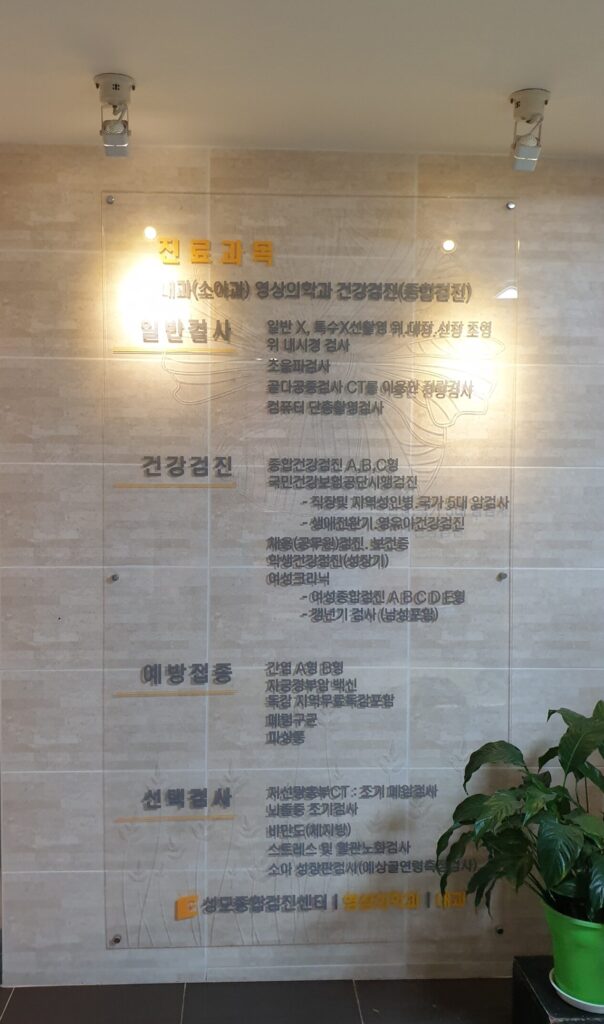 진료과목
내과(소아과) 영상의학과 건강검진(종합검진)
일반검사
일반 X, 특수X선촬영 위,대장,신장 조영
위 내시경 검사
초음파검사
골다공증검사 CT를 이용한 정량검사
컴퓨터 단층촬영검사
건강검진
종합건강검진 A,B,C형
국민건강보험공단시행검진
- 직장및 지역성인병 국가 5대 암검사
- 생애전환기 영유아건강검진
채용(공무원)검진. 보건증
학생건강검진(성장기)
여성크리닉
- 여성종합검진 A B C D E형
- 갱년기 검사 (남성포함)
예방접종
간염 A형 B형
자궁경부암 백신
독감 지역무료독감포함
폐렴구균
파상풍
선택검사
저선량흉부CT : 조기 폐암검사
뇌졸중 조기검사
비만도(체지방)
스트레스 및 혈관노화검사
소아 성장판검사(예상골연령측정검사)
성모종합검진센터 | 영상의학과 | 내과